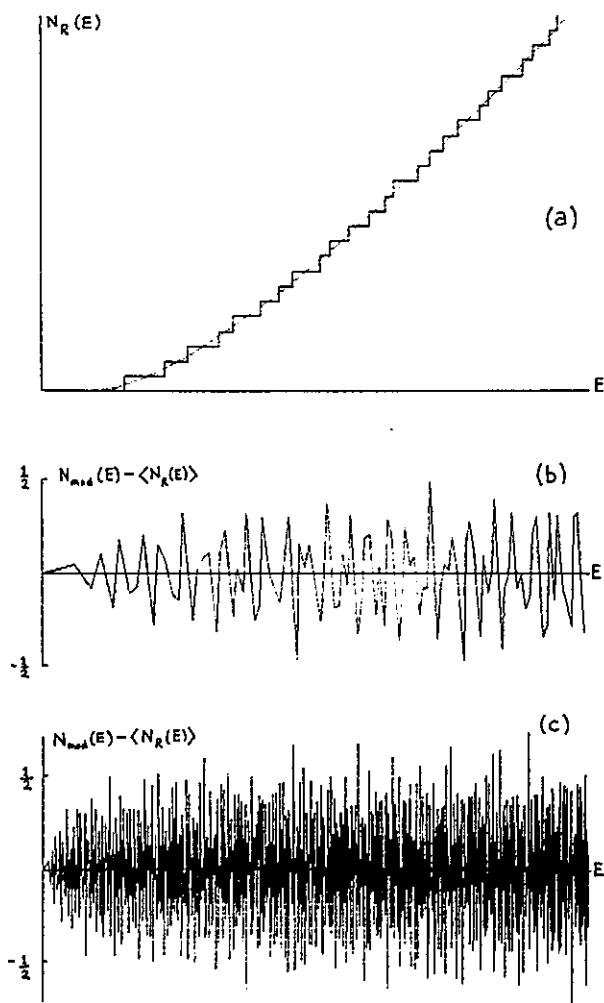 N_R(E)
(a)
E
½
N_mod(E) – ⟨N_R(E)⟩
(b)
E
-½
N_mod(E) – ⟨N_R(E)⟩
(c)
½
E
-½